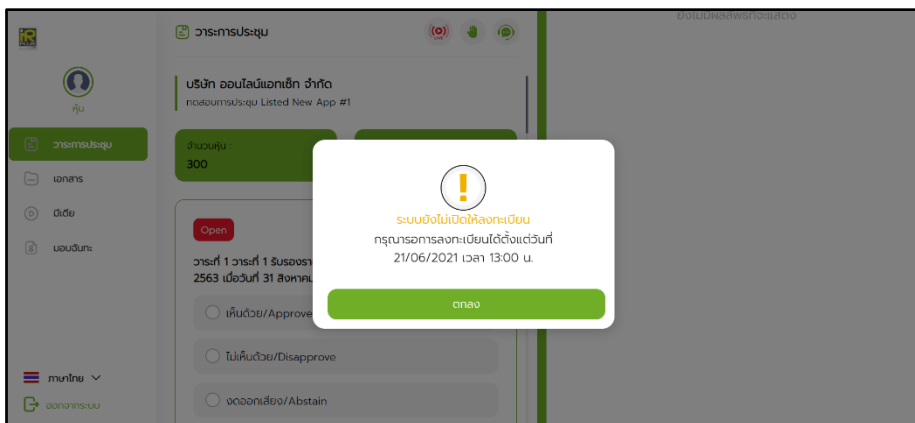 iR
หุ้น
วาระการประชุม
เอกสาร
มีเดีย
มอบฉันทะ
ภาษาไทย
ออกจากระบบ
วาระการประชุม
บริษัท ออนไลน์แอทเซ็ท จำกัด
ทดสอบการประชุม Listed New App #1
จำนวนหุ้น :
300
Open
วาระที่ 1 วาระที่ 1 รับรองรา
2563 เมื่อวันที่ 31 สิงหาคม
เห็นด้วย/Approve
ไม่เห็นด้วย/Disapprove
งดออกเสียง/Abstain
ยังไม่มีผลลัพธ์ที่จะแสดง
ระบบยังไม่เปิดให้ลงทะเบียน
กรุณารอการลงทะเบียนได้ตั้งแต่วันที่
21/06/2021 เวลา 13:00 น.
ตกลง